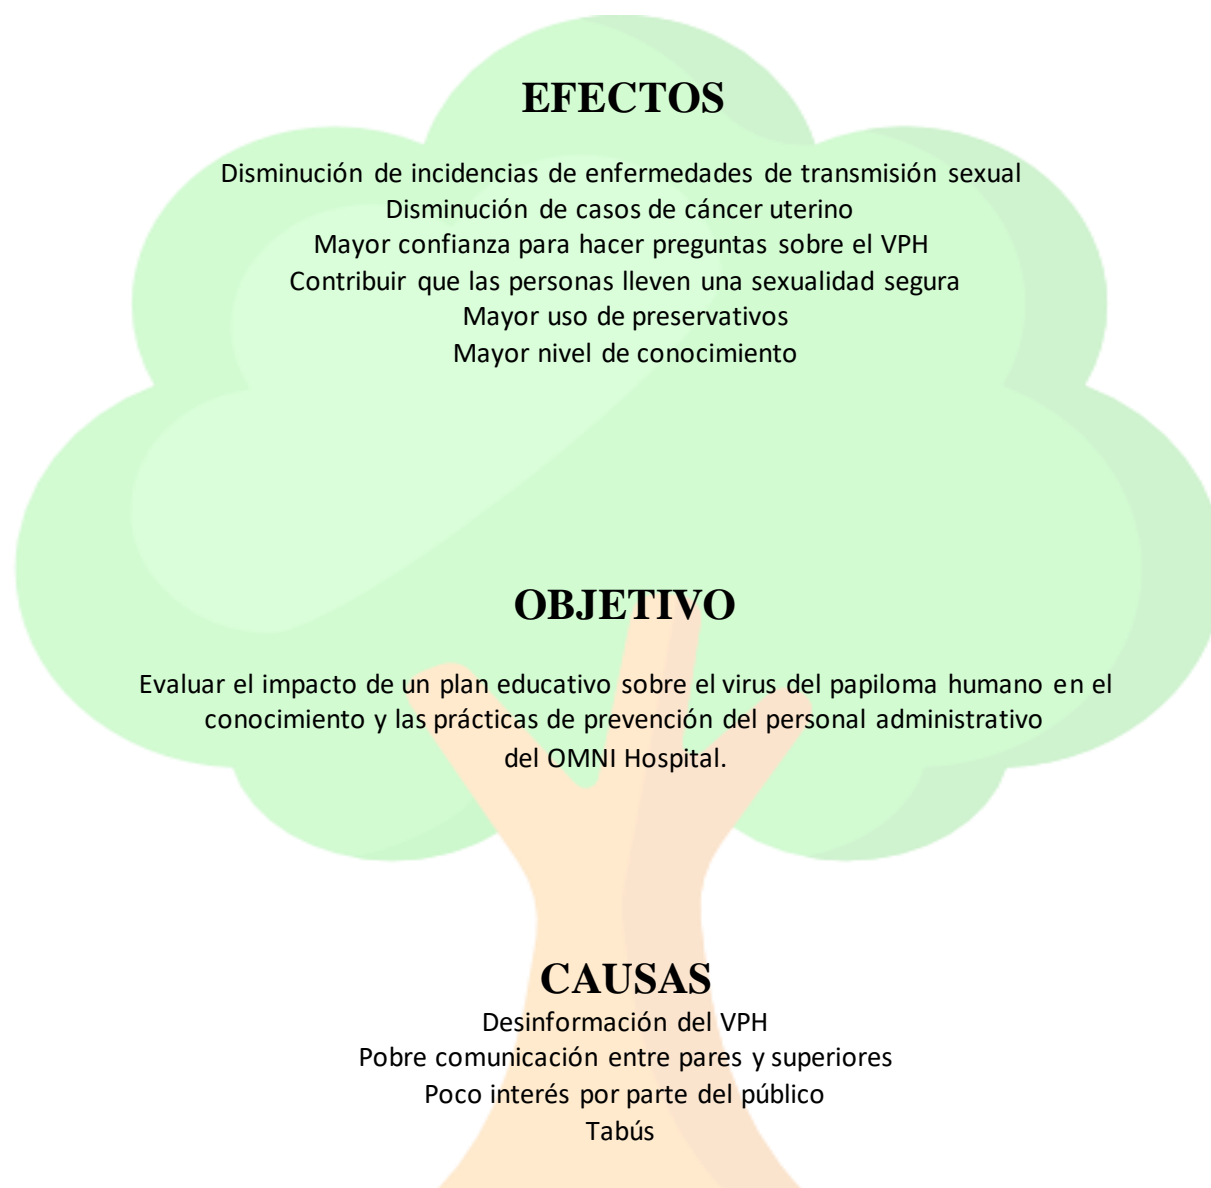 EFECTOS
Disminución de incidencias de enfermedades de transmisión sexual
Disminución de casos de cáncer uterino
Mayor confianza para hacer preguntas sobre el VPH
Contribuir que las personas lleven una sexualidad segura
Mayor uso de preservativos
Mayor nivel de conocimiento
OBJETIVO
Evaluar el impacto de un plan educativo sobre el virus del papiloma humano en el
conocimiento y las prácticas de prevención del personal administrativo
del OMNI Hospital.
CAUSAS
Desinformación del VPH
Pobre comunicación entre pares y superiores
Poco interés por parte del público
Tabús